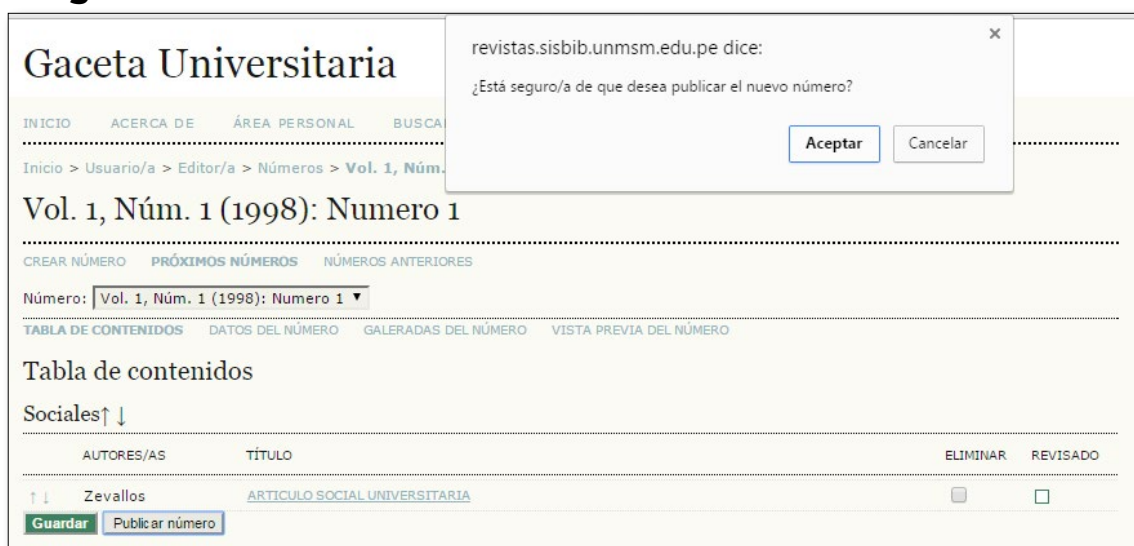 Gaceta Universitaria
revistas.sisbib.unmsm.edu.pe dice:
¿Está seguro/a de que desea publicar el nuevo número?
Aceptar Cancelar
INICIO ACERCA DE ÁREA PERSONAL
Inicio > Usuario/a > Editor/a > Números > Vol. 1, Núm.
Vol. 1, Núm. 1 (1998): Numero 1
CREAR NÚMERO PRÓXIMOS NÚMEROS NÚMEROS ANTERIORES
Número: Vol. 1, Núm. 1 (1998): Numero 1
TABLA DE CONTENIDOS DATOS DEL NÚMERO GALERADAS DEL NÚMERO VISTA PREVIA DEL NÚMERO
Tabla de contenidos
Sociales↑ ↓
AUTORES/AS TÍTULO ELIMINAR REVISADO
↑ ↓ Zevallos ARTICULO SOCIAL UNIVERSITARIA
Guardar Publicar número